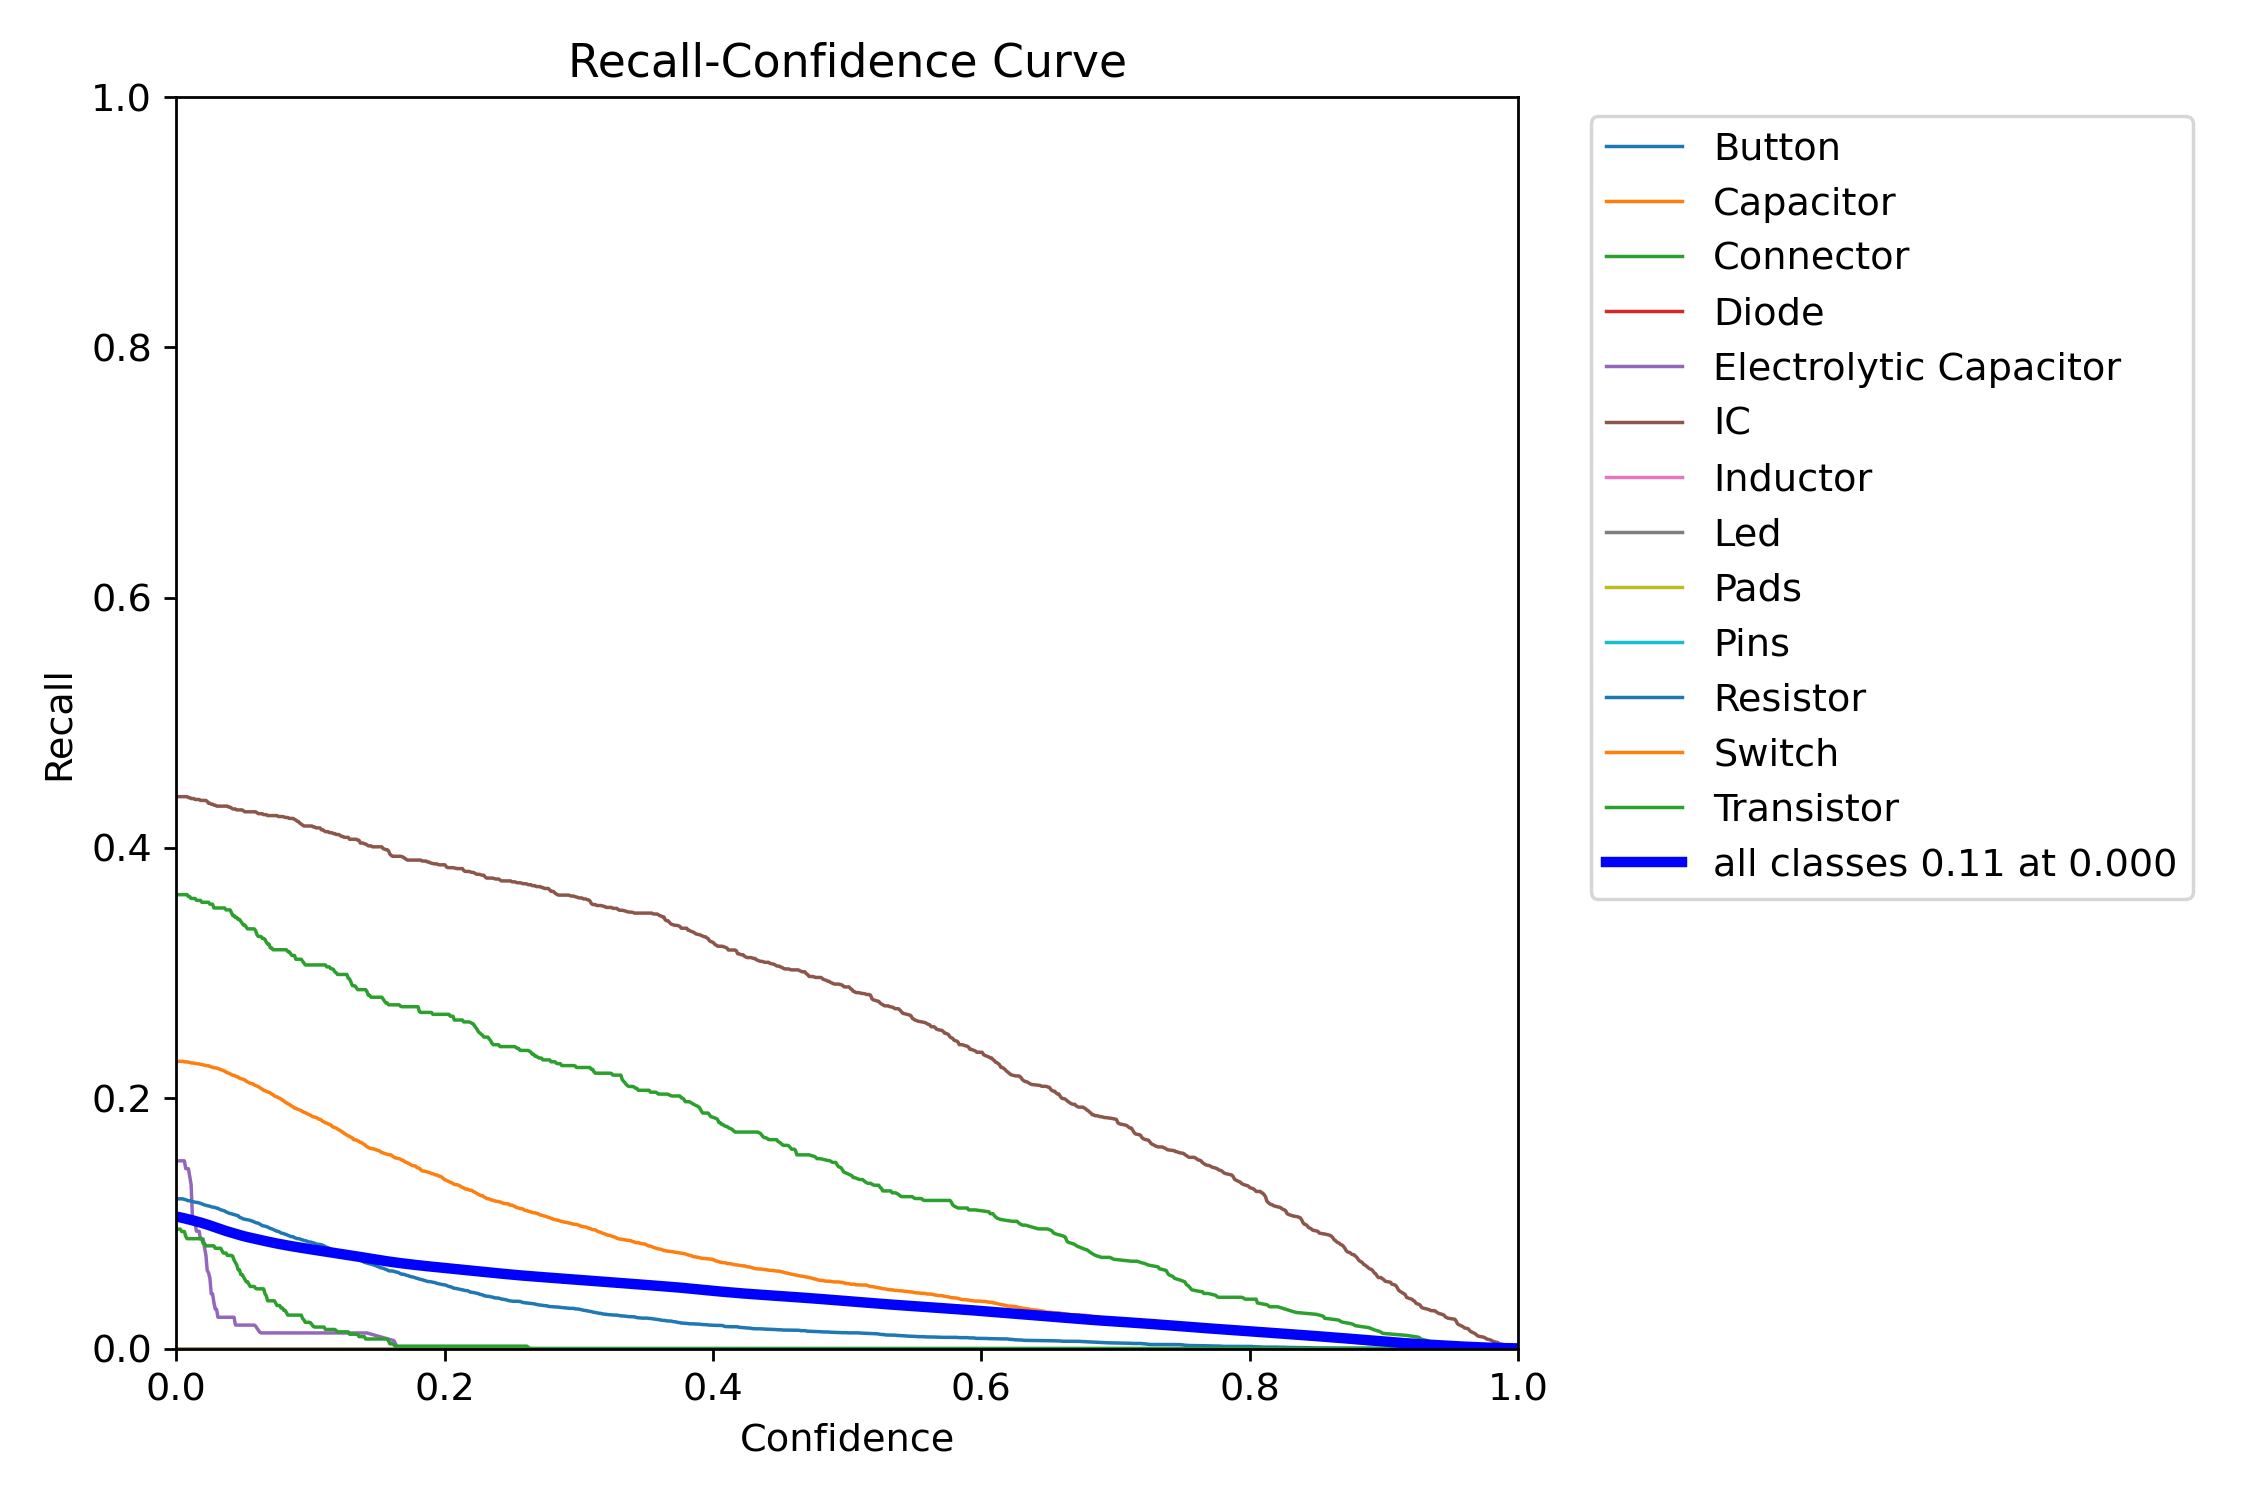 Recall-Confidence Curve
1.0
0.8
0.6
0.4
0.2
0.0
Recall
0.0 0.2 0.4 0.6 0.8 1.0
Confidence
Button
Capacitor
Connector
Diode
Electrolytic Capacitor
IC
Inductor
Led
Pads
Pins
Resistor
Switch
Transistor
all classes 0.11 at 0.000